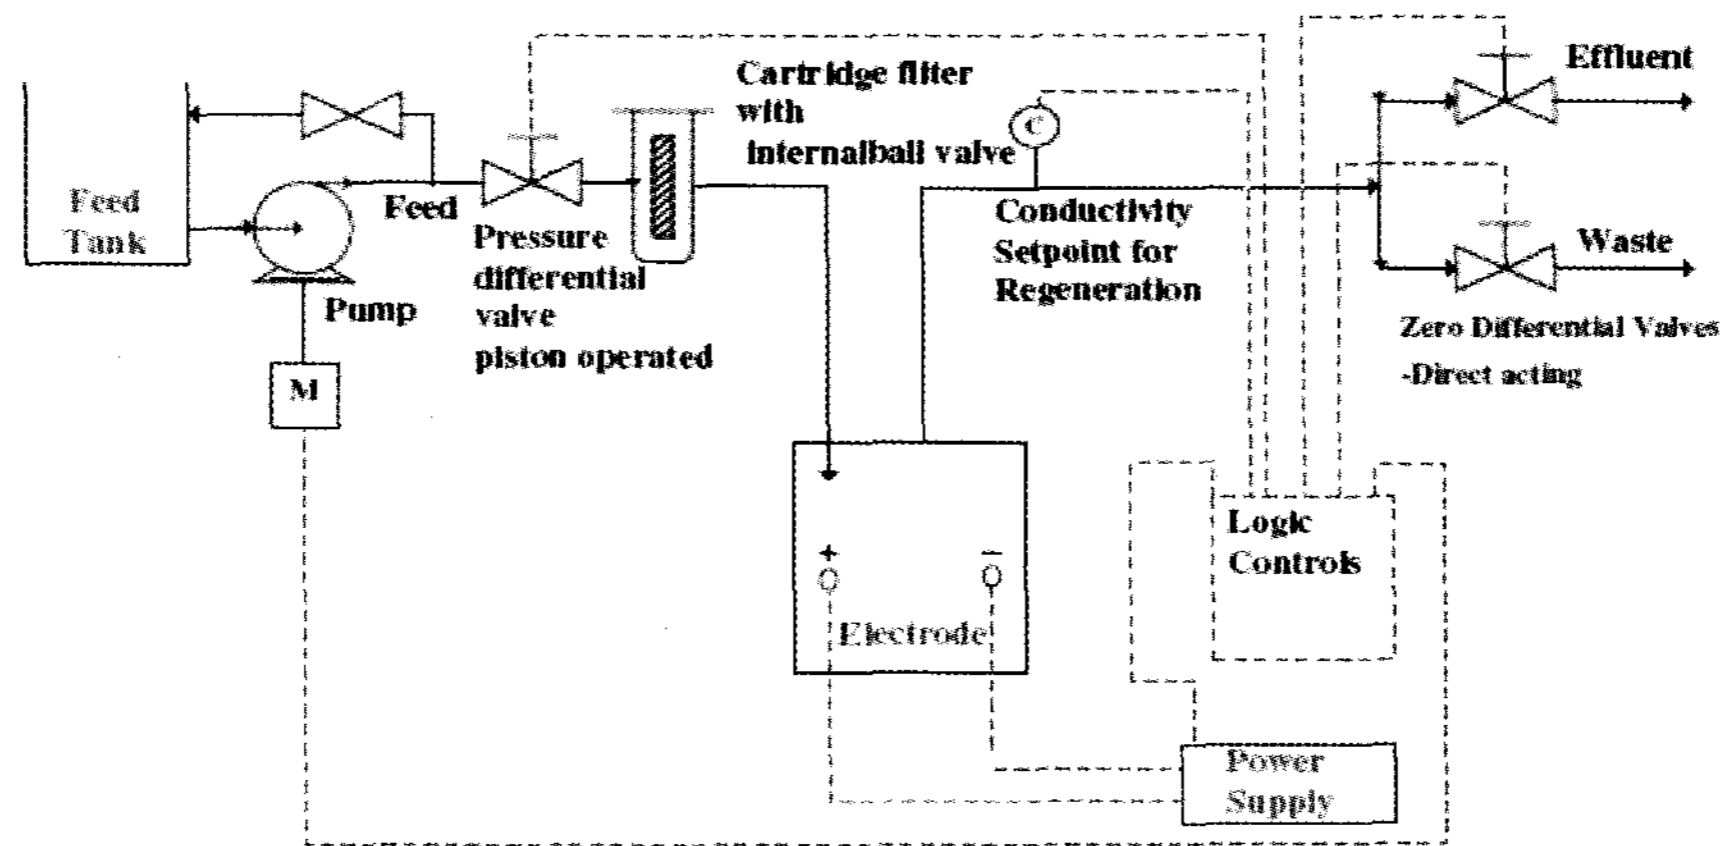 Feed
Tank
Pump
M
Feed
Pressure
differential
valve
piston operated
Cartridge filter
with
internalball valve
C
Conductivity
Setpoint for
Regeneration
Effluent
Waste
Zero Differential Valves
-Direct acting
+
−
Electrode
Logic
Controls
Power
Supply